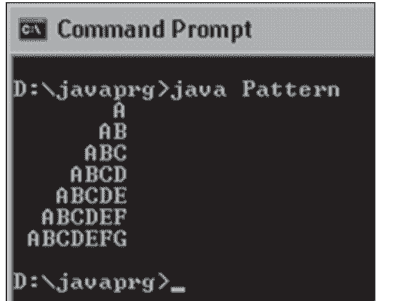 Command Prompt
D:\javaprg>java Pattern
A
AB
ABC
ABCD
ABCDE
ABCDEF
ABCDEFG
D:\javaprg>_